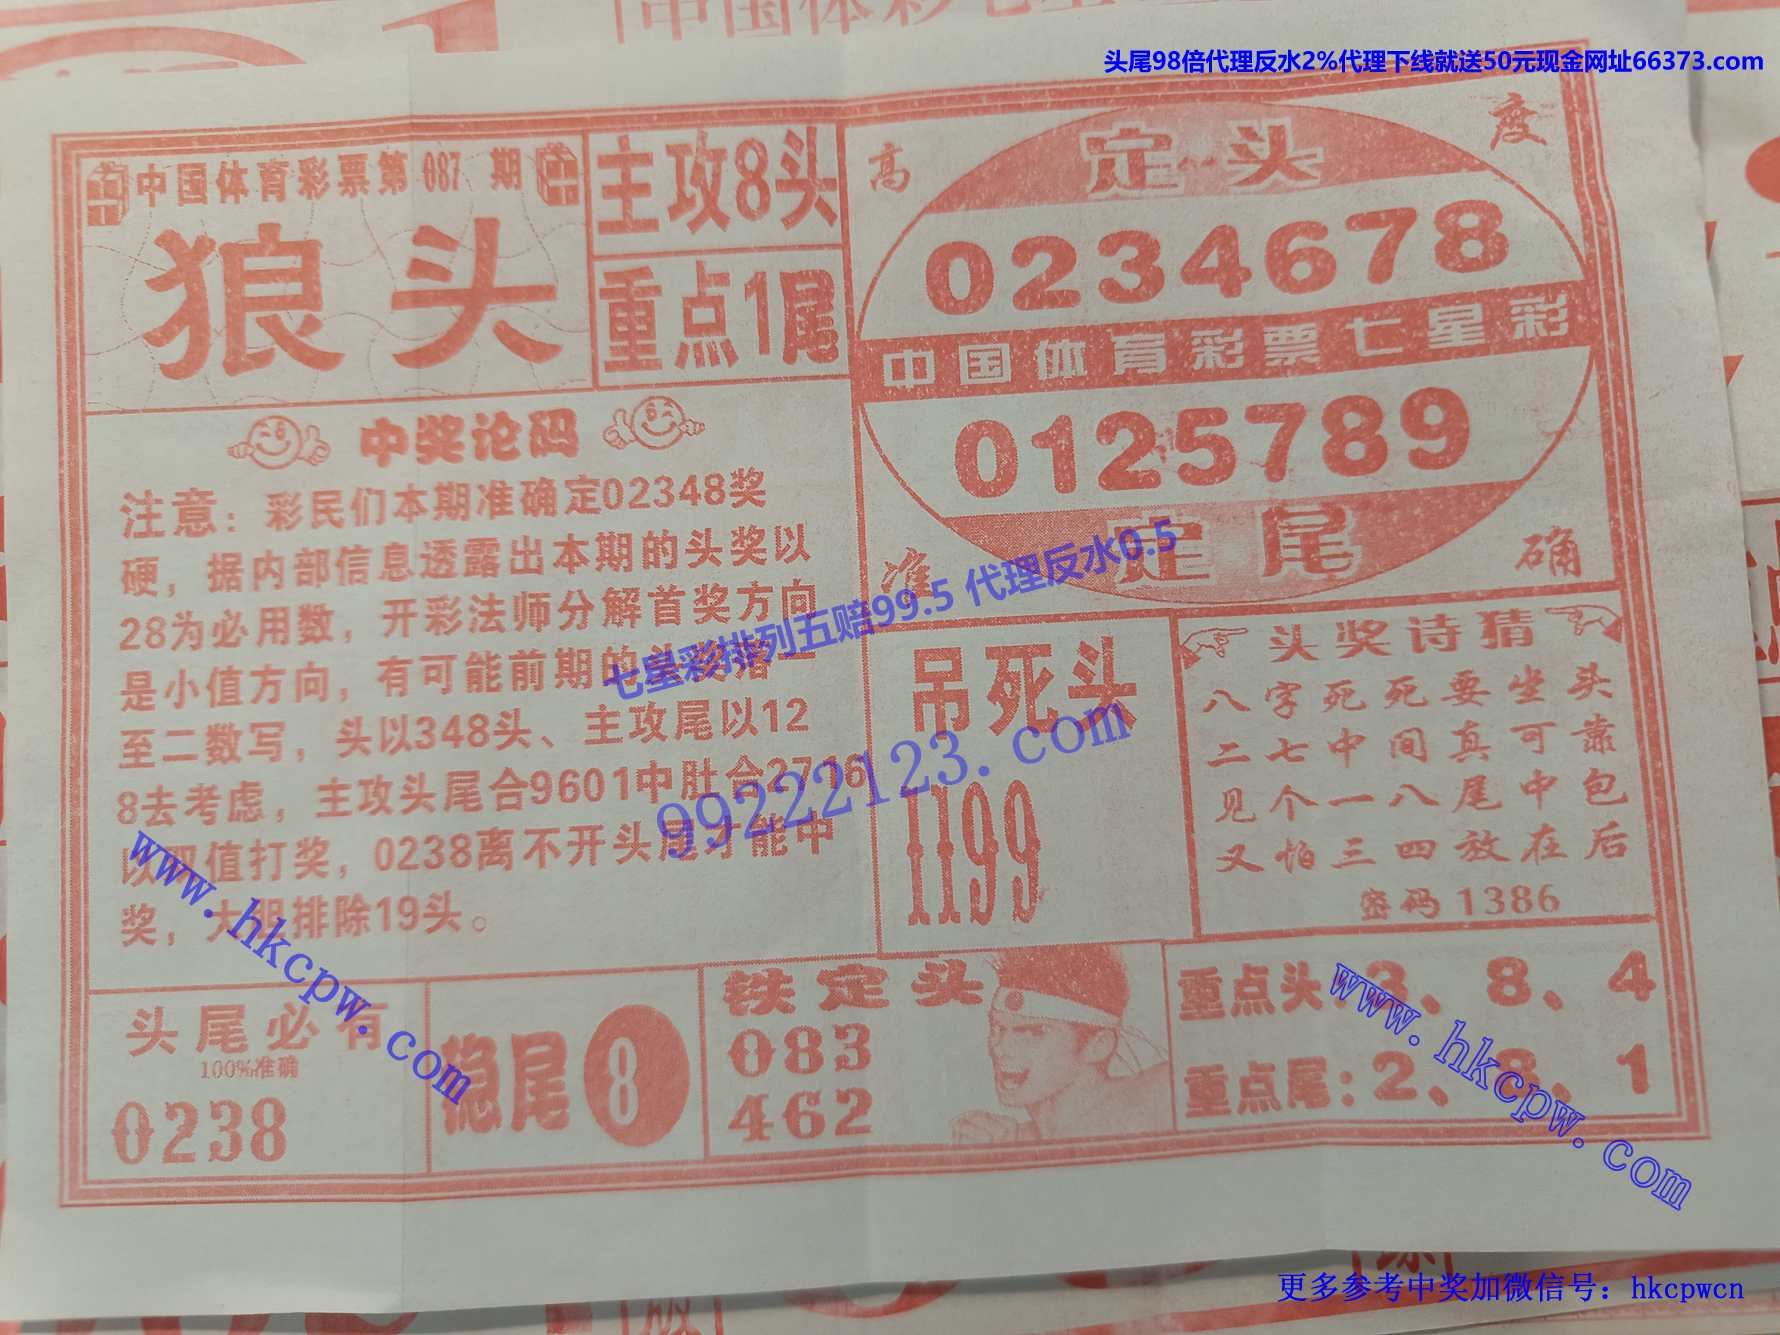 头尾98倍代理反水2%代理下线就送50元现金网址66373.com
中国体育彩票第 087 期
狼头
主攻8头
重点1尾
高度
定头
0234678
中国体育彩票七星彩
0125789
定尾
准确
中奖论码
注意：彩民们本期准确定02348奖
硬，据内部信息透露出本期的头奖以
28为必用数，开彩法师分解首奖方向
是小值方向，有可能前期的
至二数写，头以348头、主攻尾以12
8去考虑，主攻头尾合9601中肚合2716
以双值打奖，0238离不开头尾才能中
奖，大胆排除19头。
七星彩排列五赔99.5 代理反水0.5
99222123.com
吊死头
1199
头奖诗猜
八字死死要坐头
二七中间真可靠
见个一八尾中包
又怕三四放在后
密码1386
头尾必有
100%准确
0238
稳尾 8
铁定头
083
462
重点头:3、8、4
重点尾:2、8、1
www.hkcpw.com
www.hkcpw.com
更多参考中奖加微信号：hkcpwcn